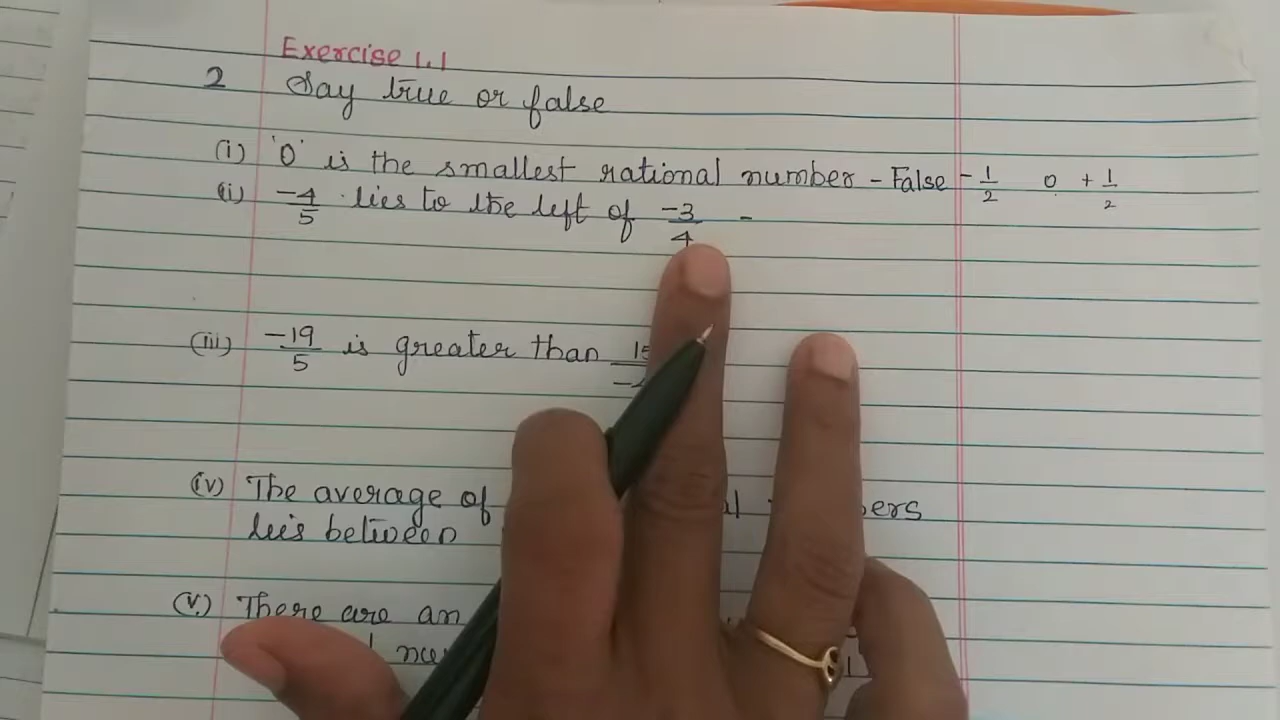 Exercise 1.1
2 Say true or false
(i) '0' is the smallest rational number - False -1/2 0 +1/2
(i) -4/5 lies to the left of -3/4 -
(iii) -19/5 is greater than
(iv) The average of bers
lies between
(v.) There are an